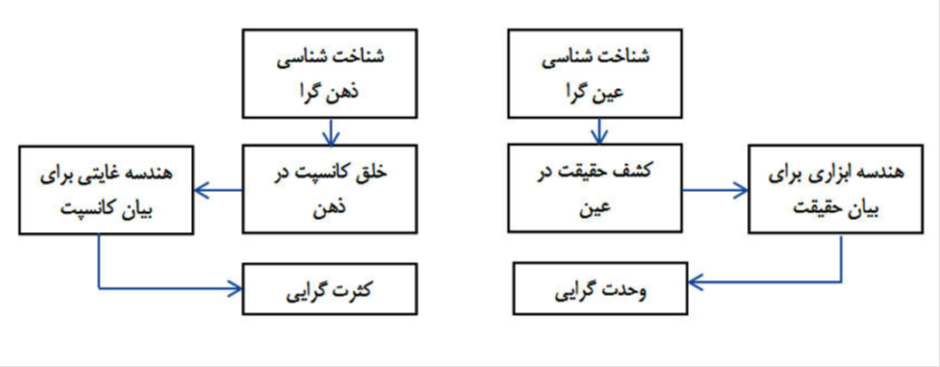 شناخت شناسی
عین گرا
کشف حقیقت در
عین
هندسه ابزاری برای
بیان حقیقت
وحدت گرایی
شناخت شناسی
ذهن گرا
خلق کانسپت در
ذهن
هندسه غایتی برای
بیان کانسپت
کثرت گرایی